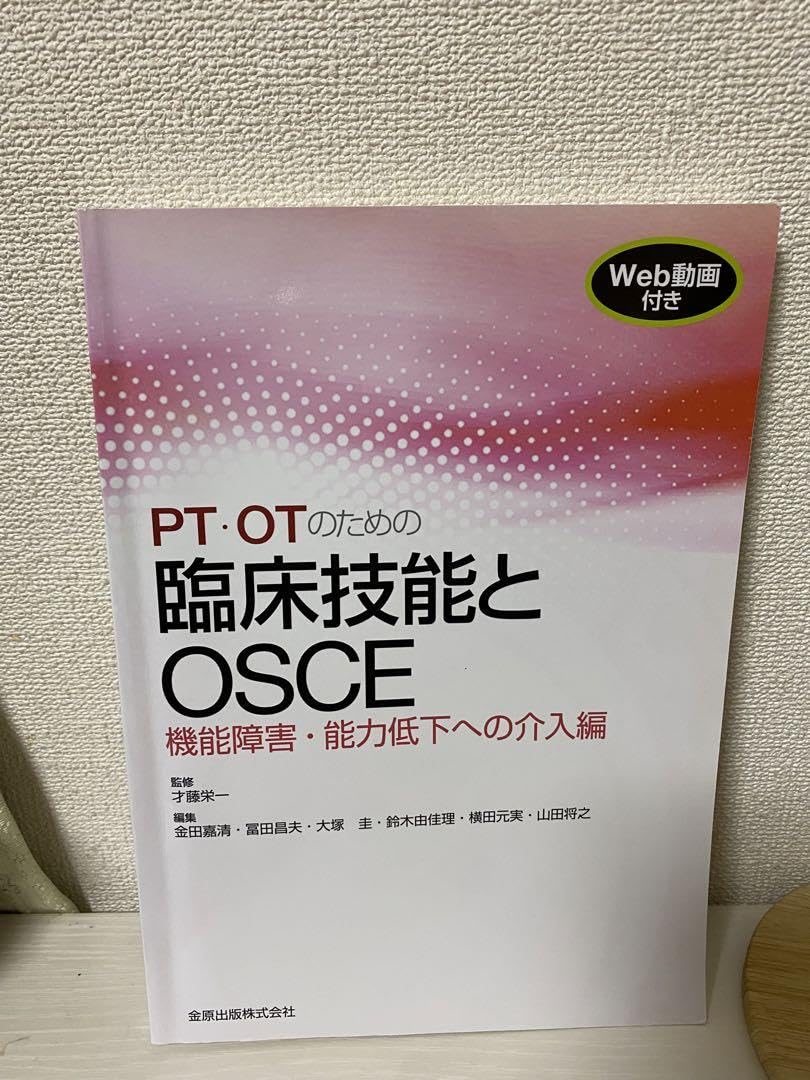 Web動画
付き
PT・OTのための
臨床技能と
OSCE
機能障害・能力低下への介入編
監修
才藤栄一
編集
金田嘉清・冨田昌夫・大塚　圭・鈴木由佳理・横田元実・山田将之
金原出版株式会社